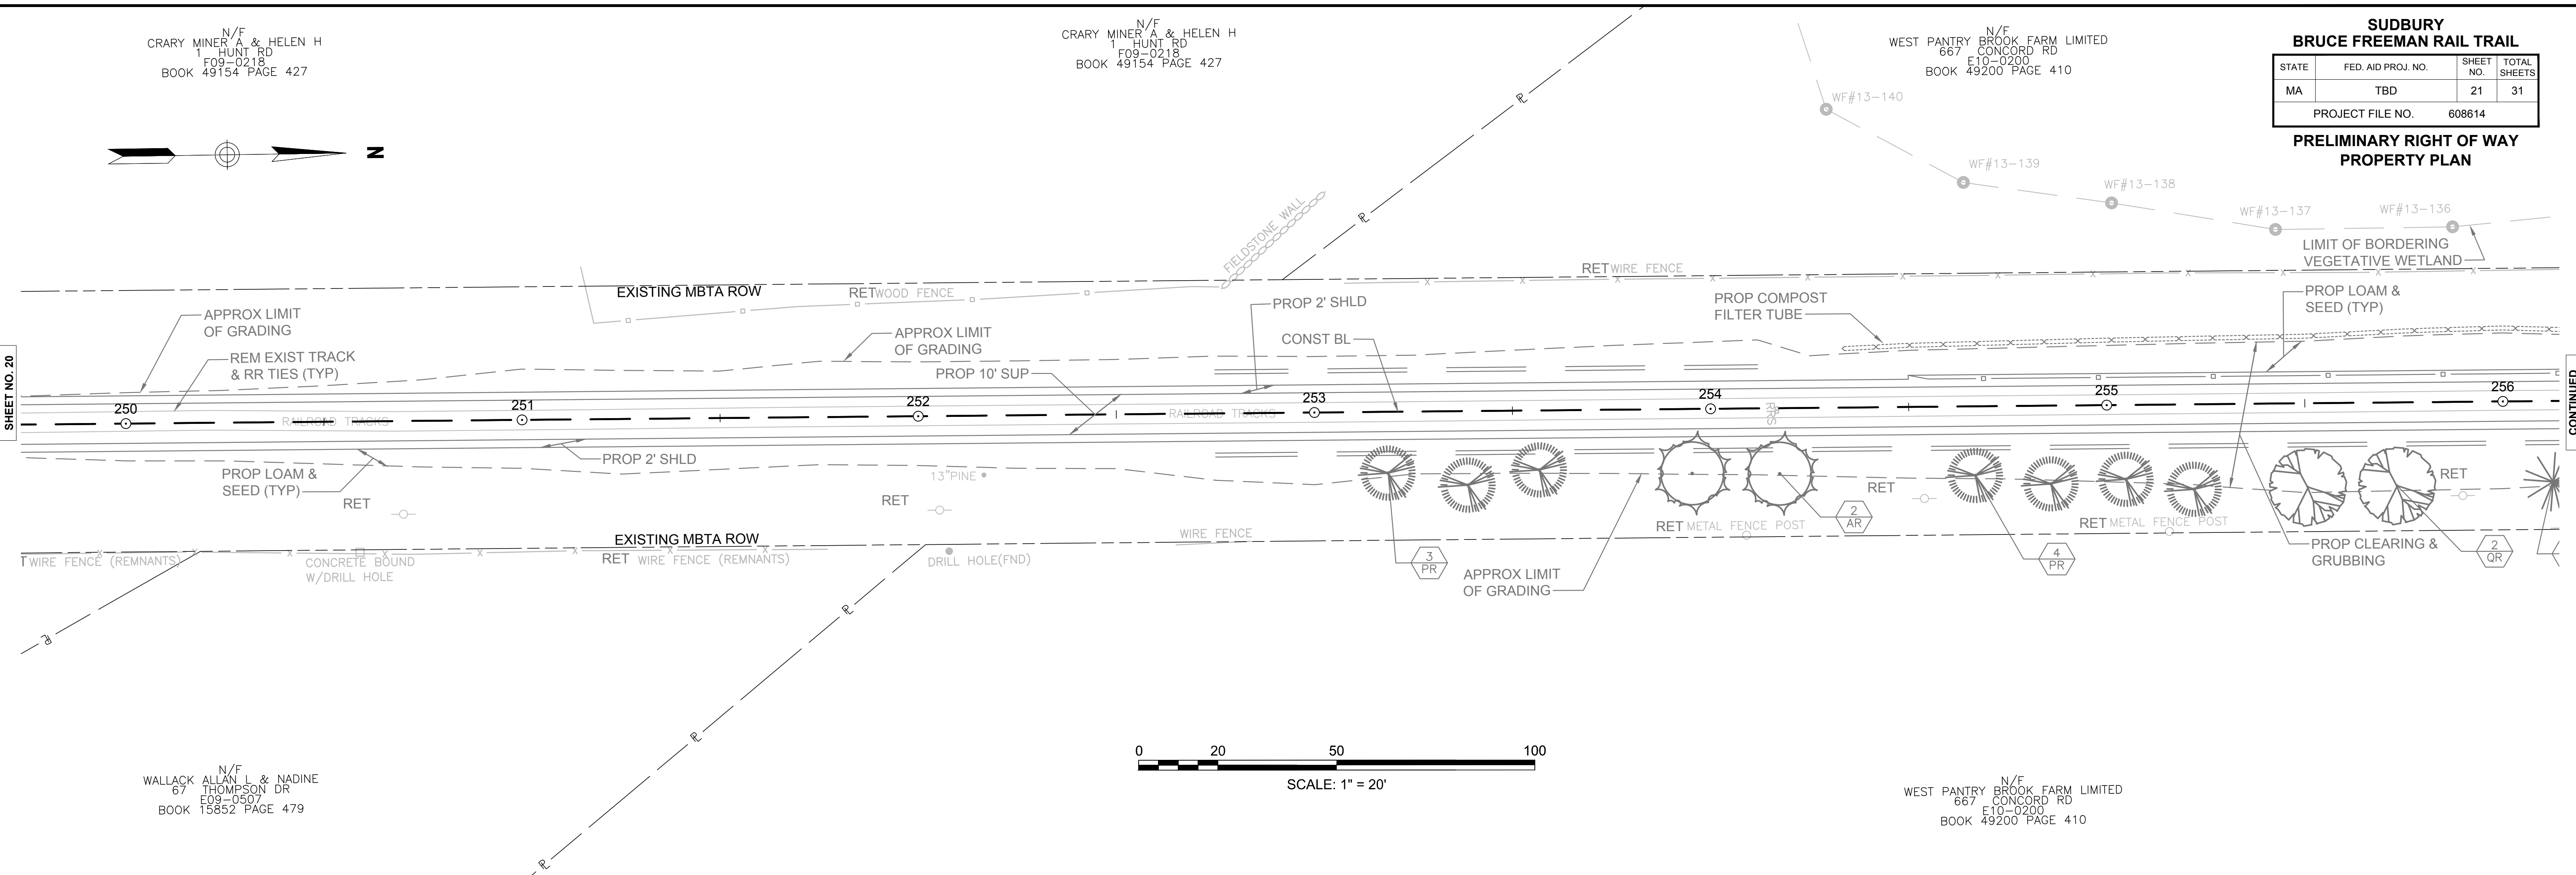 N/F
CRARY MINER A & HELEN H
1 HUNT RD
F09-0218
BOOK 49154 PAGE 427
N/F
CRARY MINER A & HELEN H
1 HUNT RD
F09-0218
BOOK 49154 PAGE 427
N/F
WEST PANTRY BROOK FARM LIMITED
667 CONCORD RD
E10-0200
BOOK 49200 PAGE 410
SUDBURY
BRUCE FREEMAN RAIL TRAIL
STATE FED. AID PROJ. NO. SHEET NO. TOTAL SHEETS
MA TBD 21 31
PROJECT FILE NO. 608614
PRELIMINARY RIGHT OF WAY
PROPERTY PLAN
N
WF#13-140
WF#13-139
WF#13-138
WF#13-137
WF#13-136
LIMIT OF BORDERING
VEGETATIVE WETLAND
FIELDSTONE WALL
RET WIRE FENCE
EXISTING MBTA ROW
RET WOOD FENCE
PROP 2' SHLD
PROP COMPOST
FILTER TUBE
PROP LOAM &
SEED (TYP)
APPROX LIMIT
OF GRADING
APPROX LIMIT
OF GRADING
CONST BL
REM EXIST TRACK
& RR TIES (TYP)
PROP 10' SUP
SHEET NO. 20
CONTINUED
250
251
252
253
254
255
256
RAILROAD TRACKS
RAILROAD TRACKS
PROP 2' SHLD
PROP LOAM &
SEED (TYP)
RET
13"PINE
RET
RET
RET
RET METAL FENCE POST
2
AR
RET METAL FENCE POST
EXISTING MBTA ROW
WIRE FENCE
T WIRE FENCE (REMNANTS)
CONCRETE BOUND
W/DRILL HOLE
RET WIRE FENCE (REMNANTS)
DRILL HOLE(FND)
3
PR
APPROX LIMIT
OF GRADING
4
PR
PROP CLEARING &
GRUBBING
2
QR
0 20 50 100
SCALE: 1" = 20'
N/F
WALLACK ALLAN L & NADINE
67 THOMPSON DR
E09-0507
BOOK 15852 PAGE 479
N/F
WEST PANTRY BROOK FARM LIMITED
667 CONCORD RD
E10-0200
BOOK 49200 PAGE 410